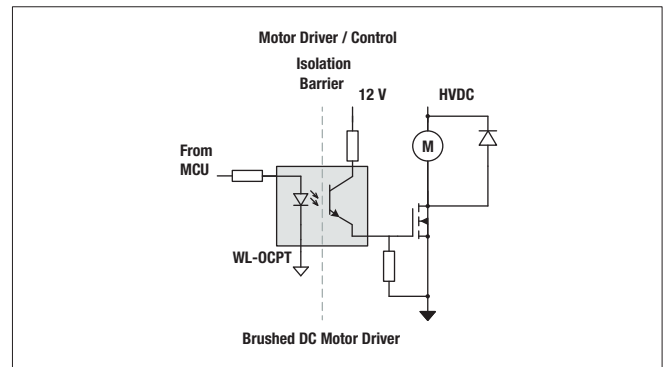 Motor Driver / Control
Isolation
Barrier
12 V
HVDC
From
MCU
M
WL-OCPT
Brushed DC Motor Driver